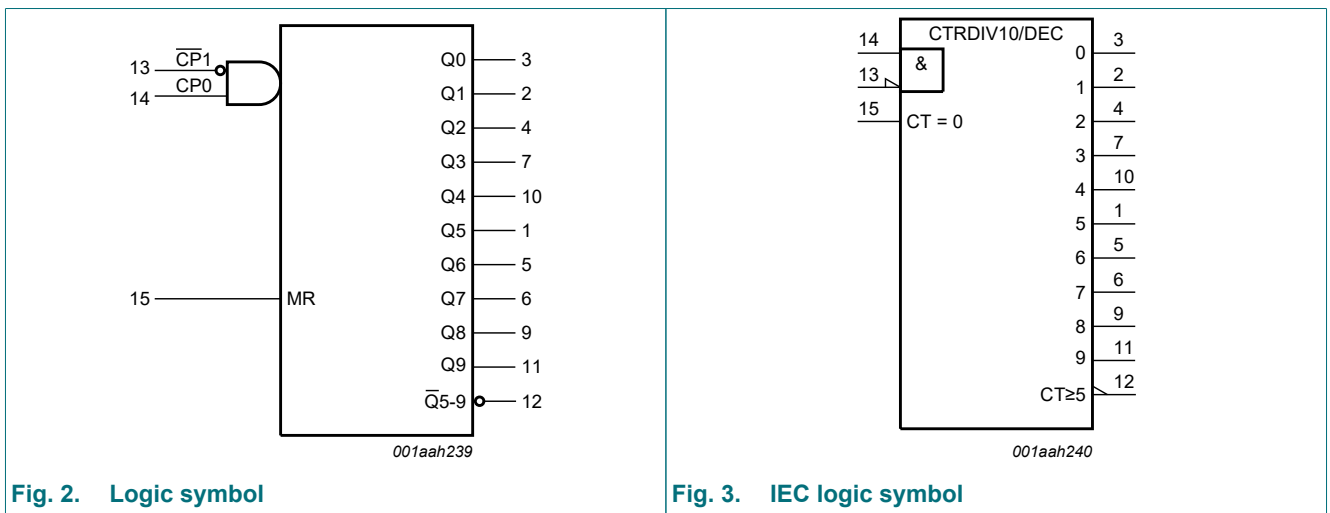 13 C̅P̅1
14 CP0
15 MR
Q0 3
Q1 2
Q2 4
Q3 7
Q4 10
Q5 1
Q6 5
Q7 6
Q8 9
Q9 11
Q̅5-9 12
001aah239
Fig. 2. Logic symbol
CTRDIV10/DEC
14
&
13
15 CT = 0
0 3
1 2
2 4
3 7
4 10
5 1
6 5
7 6
8 9
9 11
CT≥5 12
001aah240
Fig. 3. IEC logic symbol